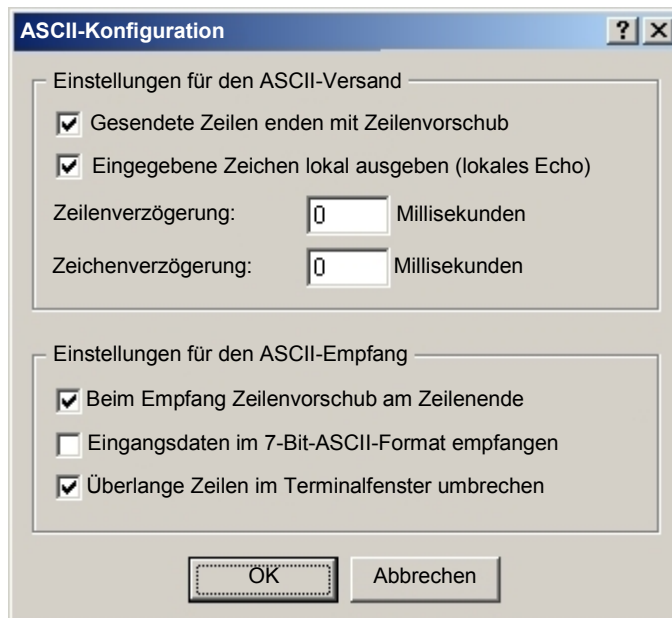 ASCII-Konfiguration
Einstellungen für den ASCII-Versand
Gesendete Zeilen enden mit Zeilenvorschub
Eingegebene Zeichen lokal ausgeben (lokales Echo)
Zeilenverzögerung: 0 Millisekunden
Zeichenverzögerung: 0 Millisekunden
Einstellungen für den ASCII-Empfang
Beim Empfang Zeilenvorschub am Zeilenende
Eingangsdaten im 7-Bit-ASCII-Format empfangen
Überlange Zeilen im Terminalfenster umbrechen
OK Abbrechen